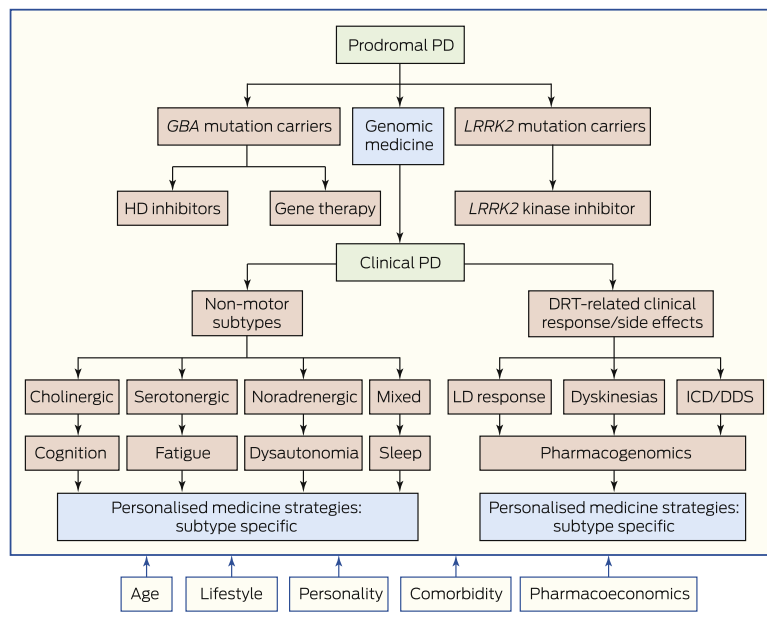 Prodromal PD
GBA mutation carriers
Genomic
medicine
LRRK2 mutation carriers
HD inhibitors
Gene therapy
LRRK2 kinase inhibitor
Clinical PD
Non-motor
subtypes
DRT-related clinical
response/side effects
Cholinergic
Serotonergic
Noradrenergic
Mixed
LD response
Dyskinesias
ICD/DDS
Cognition
Fatigue
Dysautonomia
Sleep
Pharmacogenomics
Personalised medicine strategies:
subtype specific
Personalised medicine strategies:
subtype specific
Age
Lifestyle
Personality
Comorbidity
Pharmacoeconomics